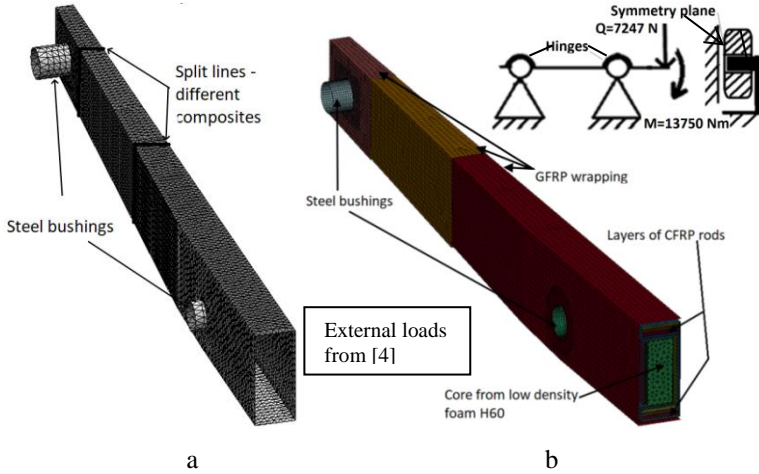 Split lines -
different
composites
Steel bushings
External loads
from [4]
a
Symmetry plane
Q=7247 N
Hinges
M=13750 Nm
GFRP wrapping
Steel bushings
Layers of CFRP rods
Core from low density
foam H60
b